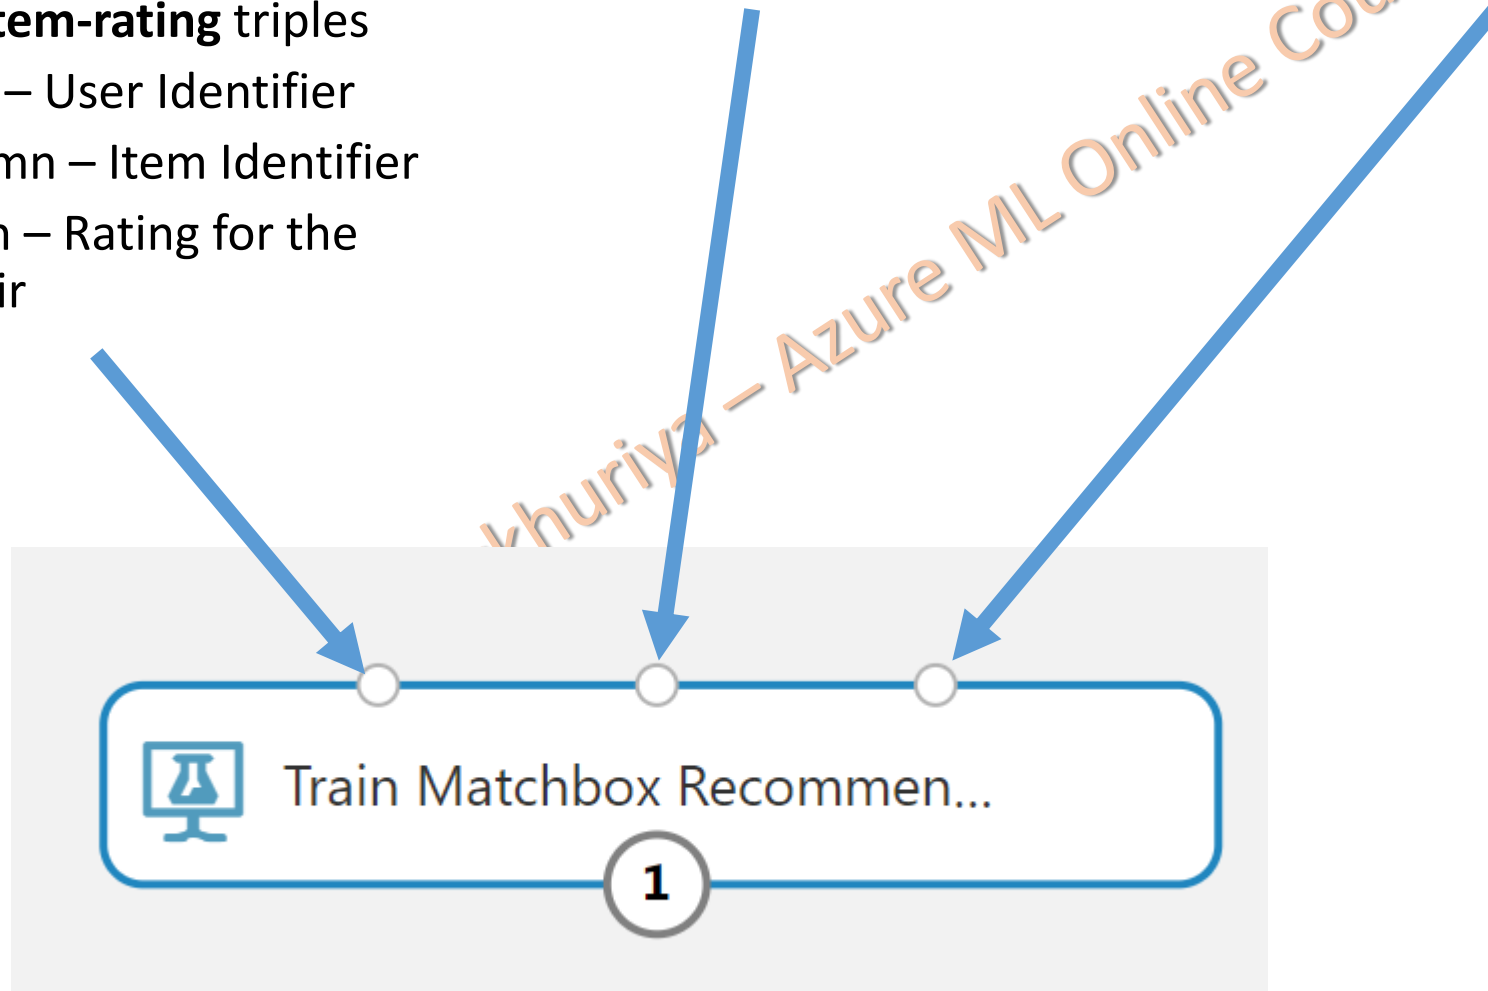 tem-rating triples
– User Identifier
mn – Item Identifier
n – Rating for the
ir
khuriya – Azure ML Online Cou
Train Matchbox Recommen...
1